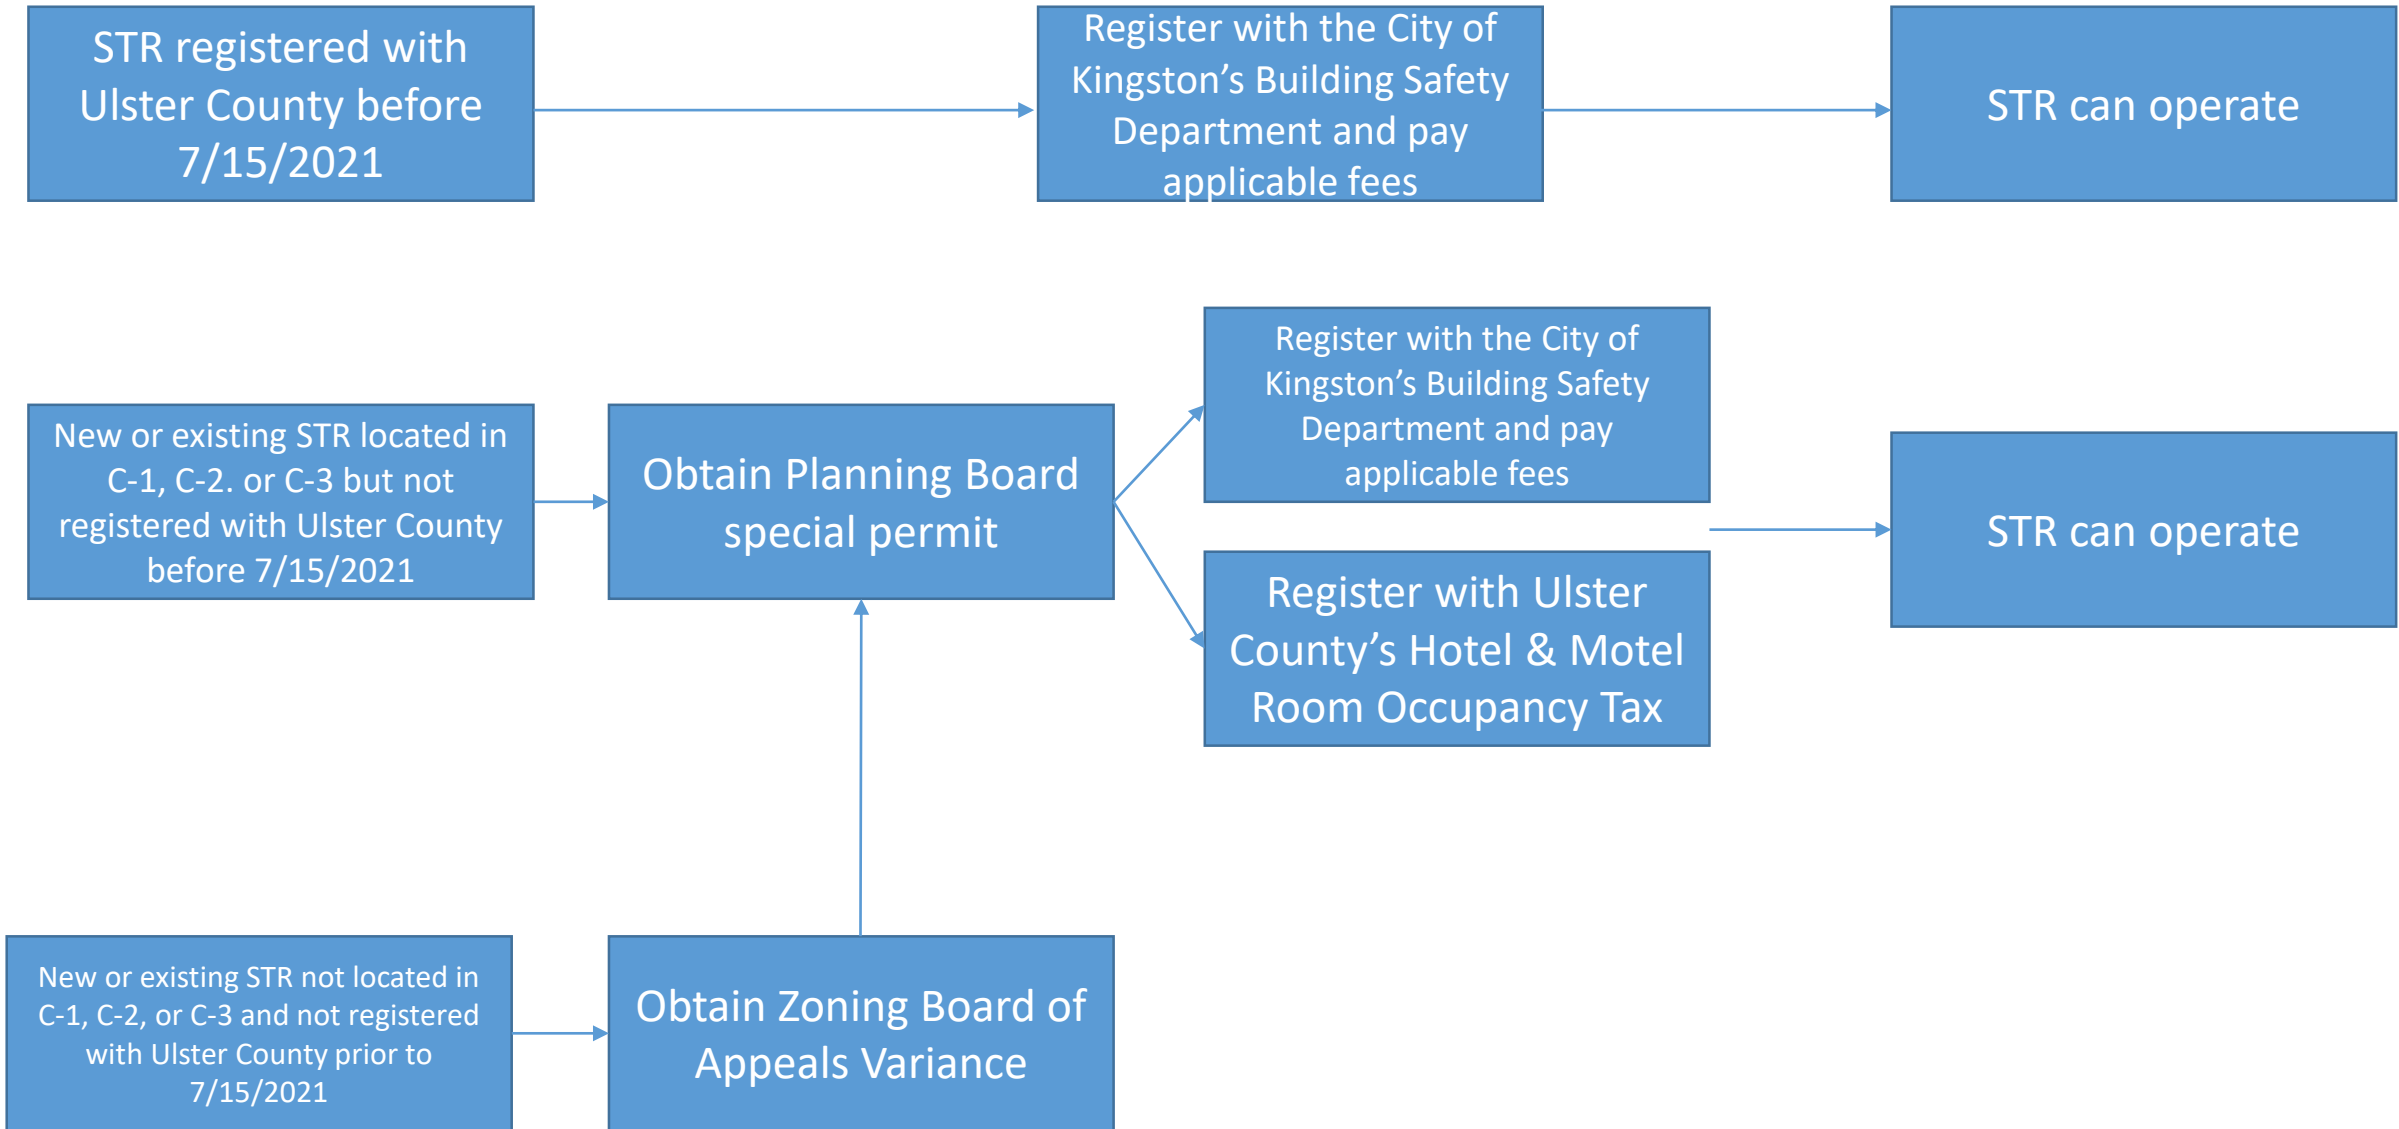 STR registered with
Ulster County before
7/15/2021
Register with the City of
Kingston’s Building Safety
Department and pay
applicable fees
STR can operate
New or existing STR located in
C-1, C-2. or C-3 but not
registered with Ulster County
before 7/15/2021
Obtain Planning Board
special permit
Register with the City of
Kingston’s Building Safety
Department and pay
applicable fees
Register with Ulster
County’s Hotel & Motel
Room Occupancy Tax
STR can operate
New or existing STR not located in
C-1, C-2, or C-3 and not registered
with Ulster County prior to
7/15/2021
Obtain Zoning Board of
Appeals Variance